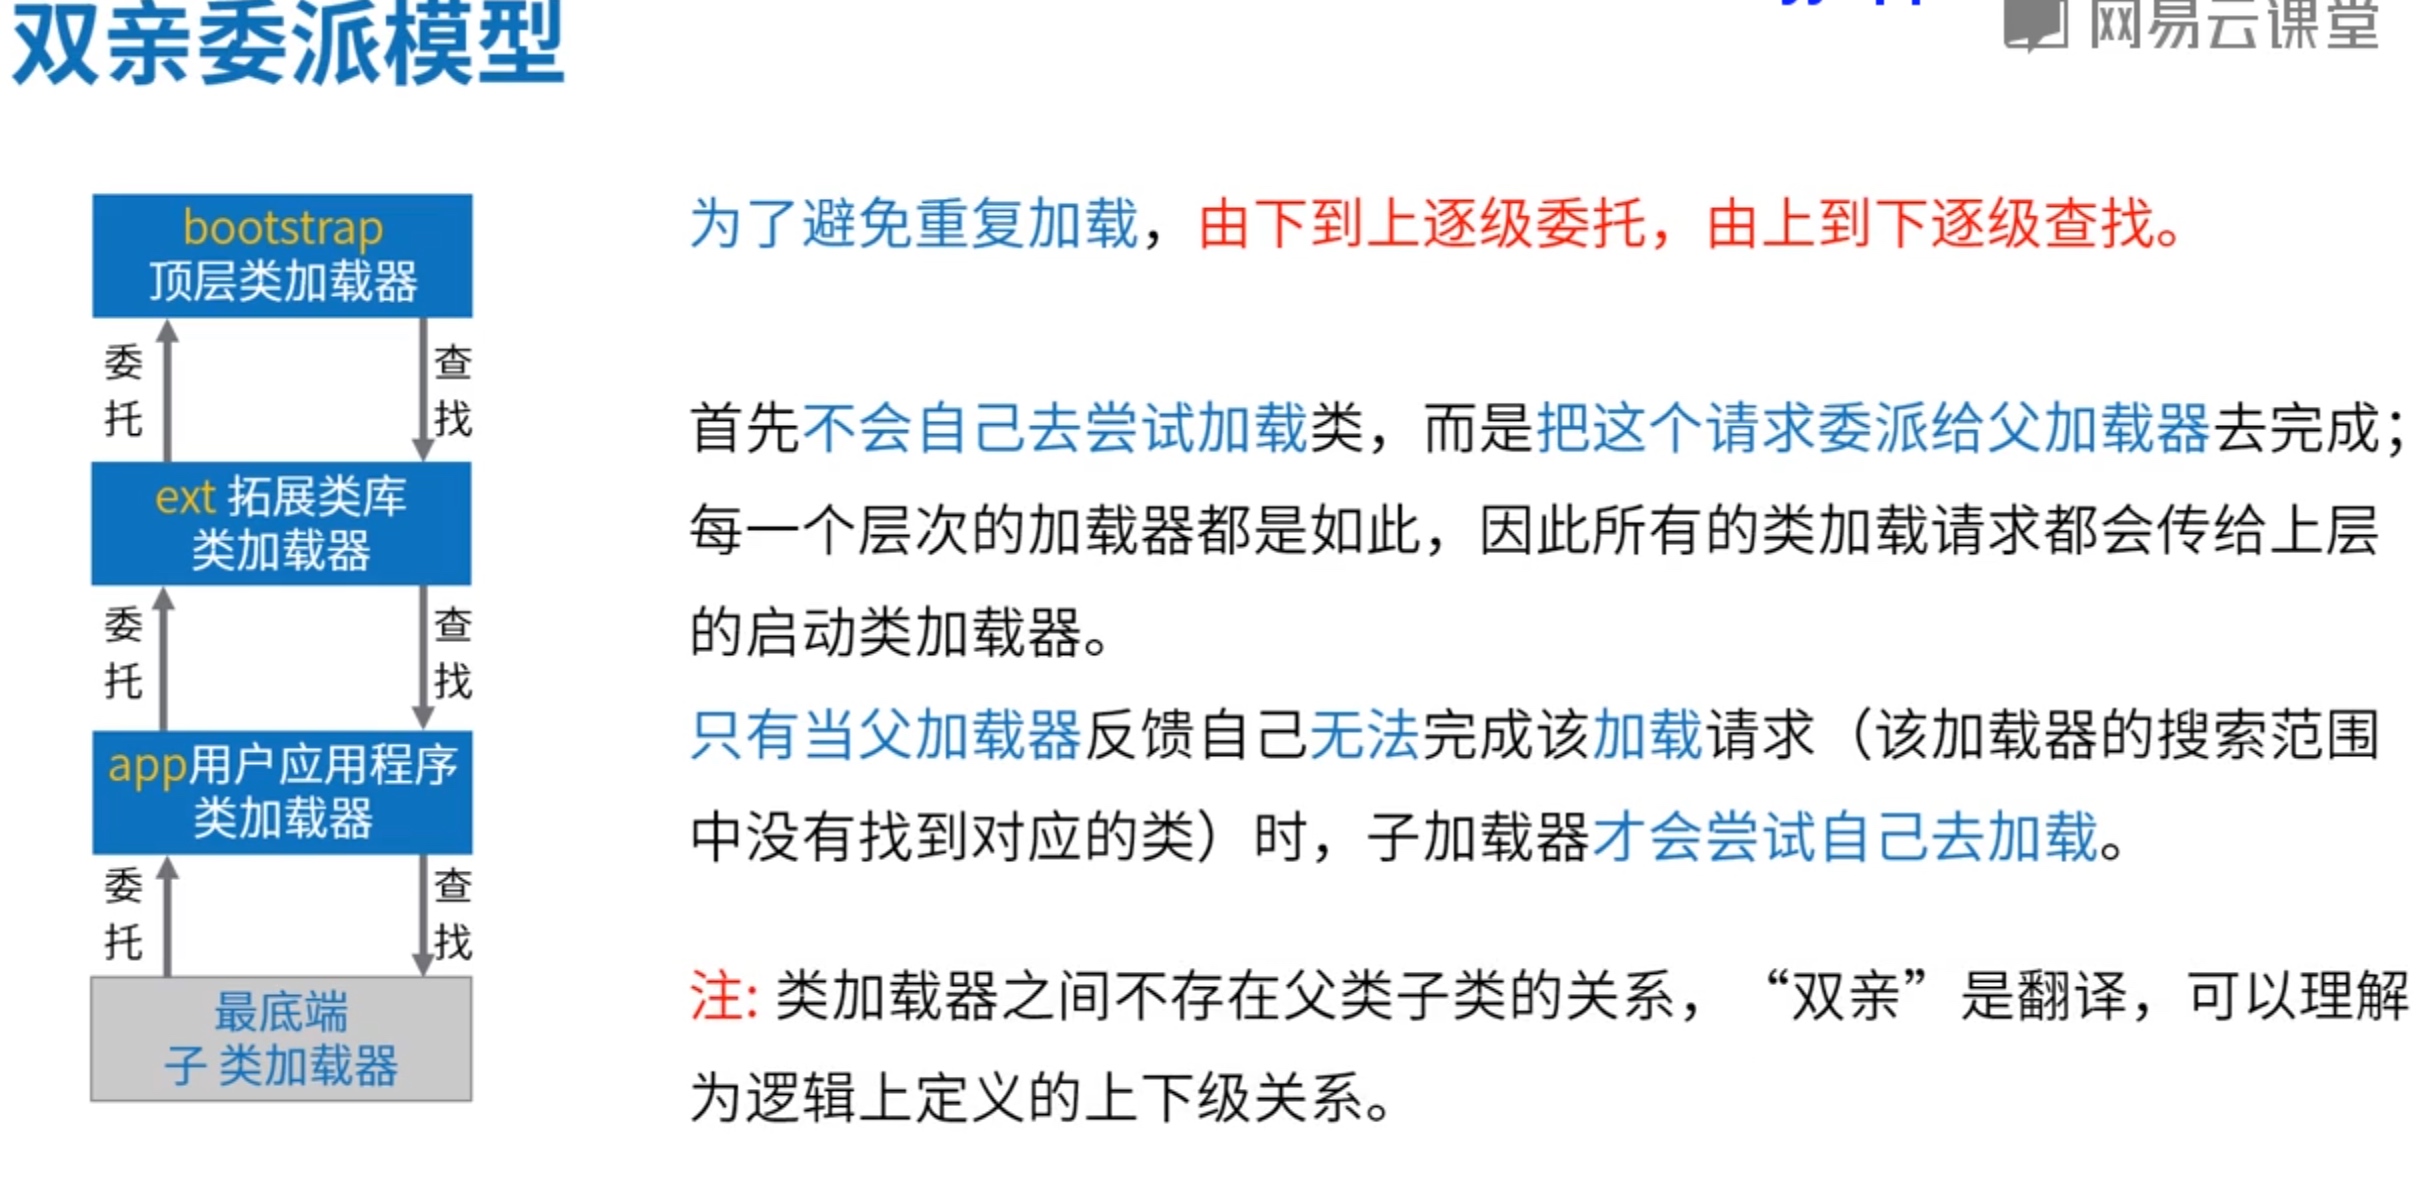 双亲委派模型
网易云课堂
bootstrap
顶层类加载器
委托
查找
ext 拓展类库
类加载器
委托
查找
app用户应用程序
类加载器
委托
查找
最底端
子 类加载器
为了避免重复加载，由下到上逐级委托，由上到下逐级查找。
首先不会自己去尝试加载类，而是把这个请求委派给父加载器去完成；
每一个层次的加载器都是如此，因此所有的类加载请求都会传给上层
的启动类加载器。
只有当父加载器反馈自己无法完成该加载请求（该加载器的搜索范围
中没有找到对应的类）时，子加载器才会尝试自己去加载。
注: 类加载器之间不存在父类子类的关系，“双亲”是翻译，可以理解
为逻辑上定义的上下级关系。